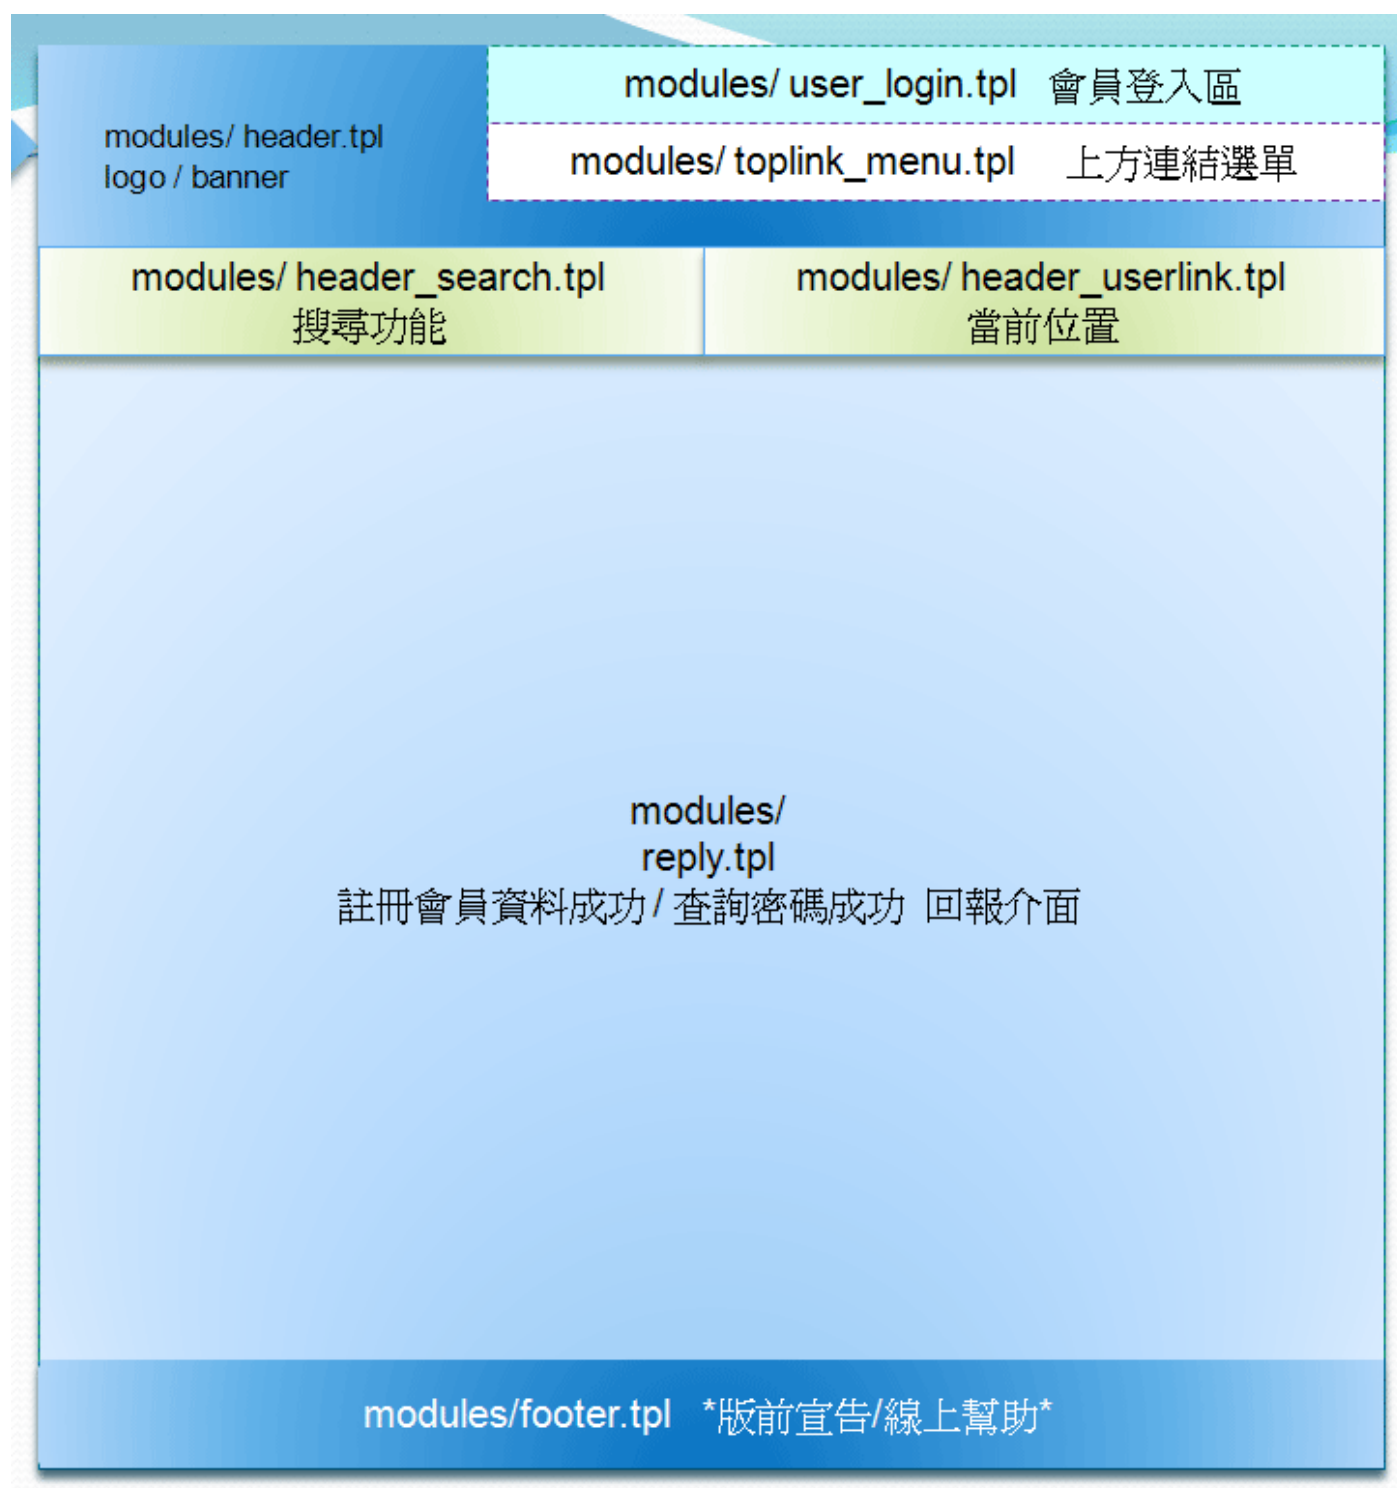 modules/ user_login.tpl 會員登入區
modules/ header.tpl
logo / banner
modules/ toplink_menu.tpl 上方連結選單
modules/ header_search.tpl
搜尋功能
modules/ header_userlink.tpl
當前位置
modules/
reply.tpl
註冊會員資料成功 / 查詢密碼成功 回報介面
modules/footer.tpl *版前宣告/線上幫助*